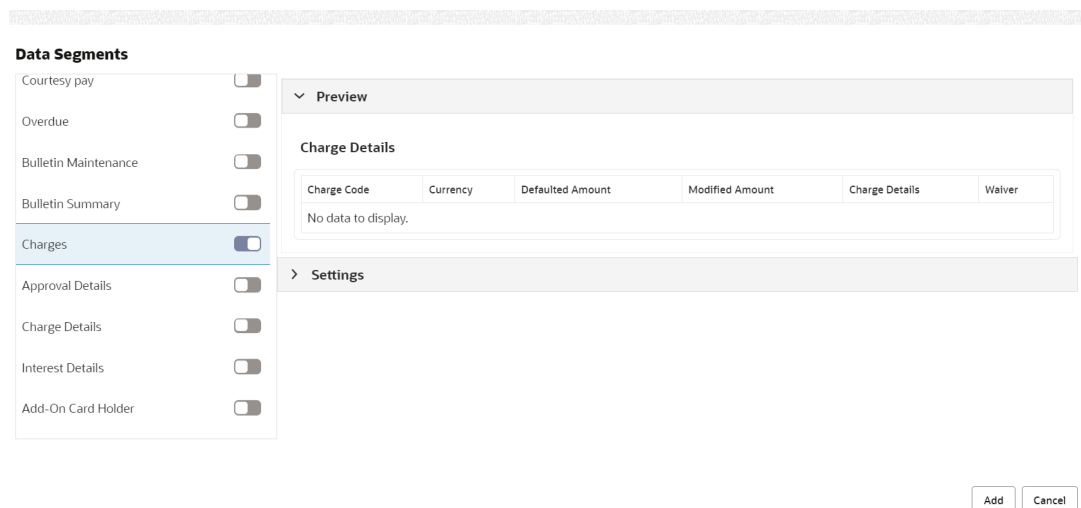 Data Segments
Courtesy pay
Overdue
Bulletin Maintenance
Bulletin Summary
Charges
Approval Details
Charge Details
Interest Details
Add-On Card Holder
Preview
Charge Details
Charge Code Currency Defaulted Amount Modified Amount Charge Details Waiver
No data to display.
Settings
Add Cancel